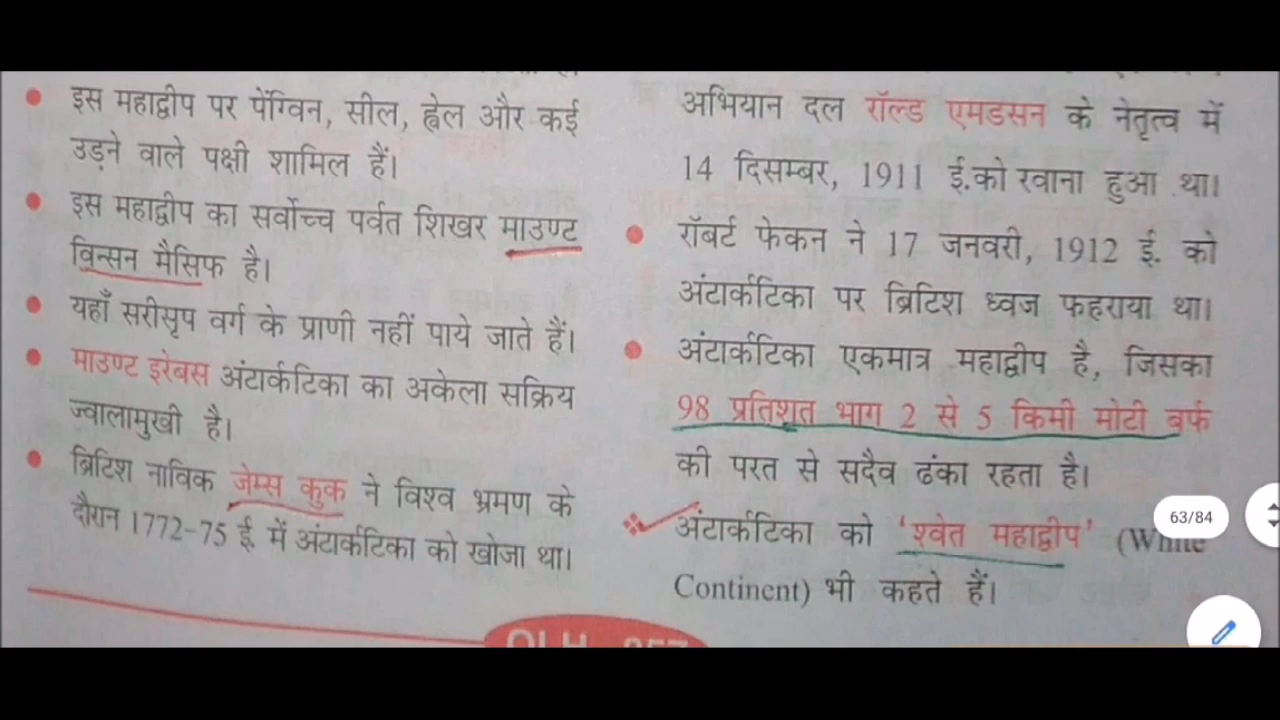 इस महाद्वीप पर पेंग्विन, सील, ह्वेल और कई
उड़ने वाले पक्षी शामिल हैं।
इस महाद्वीप का सर्वोच्च पर्वत शिखर माउण्ट
विन्सन मैसिफ है।
यहाँ सरीसृप वर्ग के प्राणी नहीं पाये जाते हैं।
माउण्ट इरेबस अंटार्कटिका का अकेला सक्रिय
ज्वालामुखी है।
ब्रिटिश नाविक जेम्स कुक ने विश्व भ्रमण के
दौरान 1772-75 ई. में अंटार्कटिका को खोजा था।
अभियान दल रॉल्ड एमडसन के नेतृत्व में
14 दिसम्बर, 1911 ई.को रवाना हुआ था।
रॉबर्ट फेकन ने 17 जनवरी, 1912 ई. को
अंटार्कटिका पर ब्रिटिश ध्वज फहराया था।
अंटार्कटिका एकमात्र महाद्वीप है, जिसका
98 प्रतिशत भाग 2 से 5 किमी मोटी बर्फ
की परत से सदैव ढंका रहता है।
अंटार्कटिका को 'श्वेत महाद्वीप' (White
Continent) भी कहते हैं।
63/84